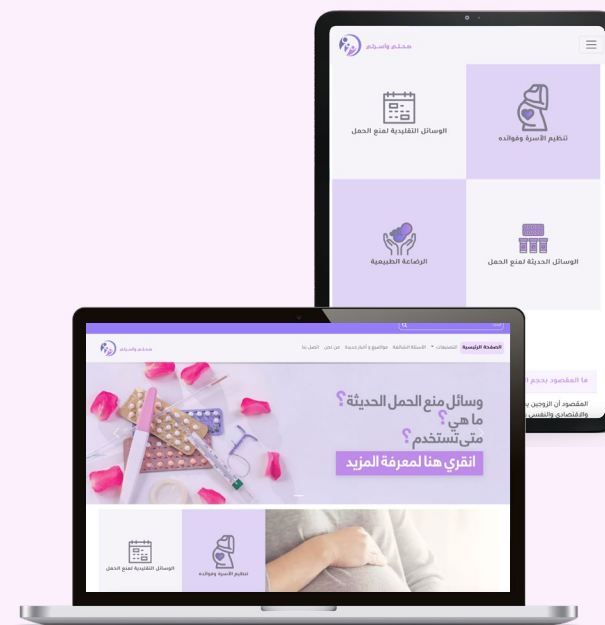 مجتمع وأسرتي
تنظيم الأسرة وفوائده
الوسائل التقليدية لمنع الحمل
الوسائل الحديثة لمنع الحمل
الرضاعة الطبيعية
ما المقصود بحجم ا
المقصود أن الزوجين
والاقتصادي والنفسي
الصفحة الرئيسية التصنيفات الأسئلة الشائعة مواضيع و أخبار جديدة من نحن اتصل بنا
وسائل منع الحمل الحديثة؟
ما هي؟
متى تستخدم؟
انقري هنا لمعرفة المزيد
تنظيم الأسرة وفوائده
الوسائل التقليدية لمنع الحمل